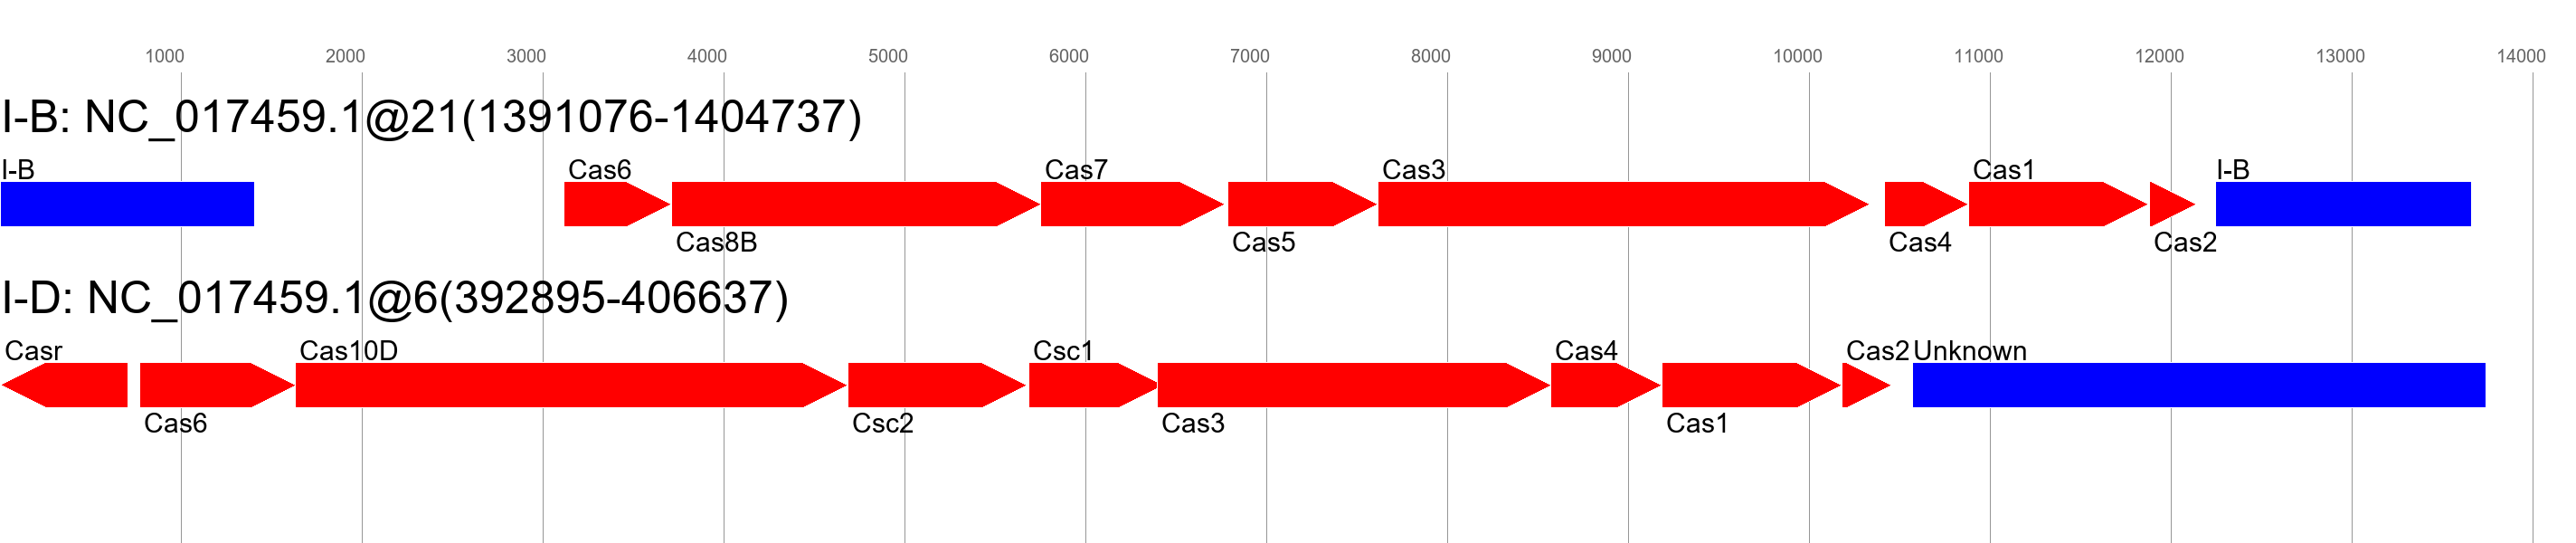 1000 2000 3000 4000 5000 6000 7000 8000 9000 10000 11000 12000 13000 14000
I-B: NC_017459.1@21(1391076-1404737)
I-B Cas6 Cas7 Cas3 Cas1 I-B
Cas8B Cas5 Cas4 Cas2
I-D: NC_017459.1@6(392895-406637)
Casr Cas10D Csc1 Cas4 Cas2 Unknown
Cas6 Csc2 Cas3 Cas1